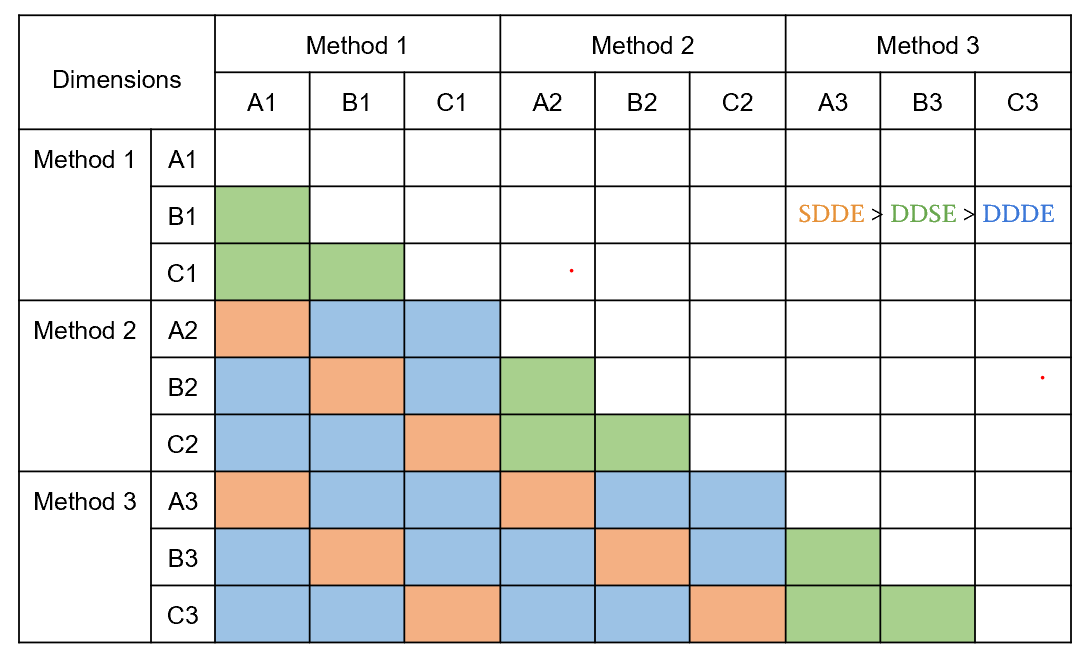 Dimensions
Method 1 Method 2 Method 3
A1 B1 C1 A2 B2 C2 A3 B3 C3
Method 1 A1
B1 SDDE > DDSE > DDDE
C1
Method 2 A2
B2
C2
Method 3 A3
B3
C3